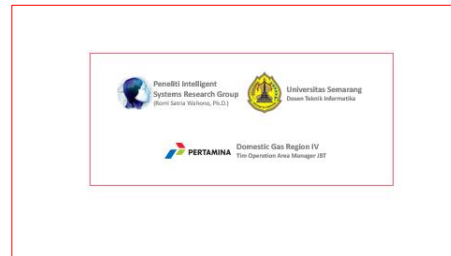 Peneliti Intelligent
Systems Research Group
(Romi Satria Wahono, Ph.D.)
Universitas Semarang
Dosen Teknik Informatika
PERTAMINA
Domestic Gas Region IV
Tim Operation Area Manager JBT